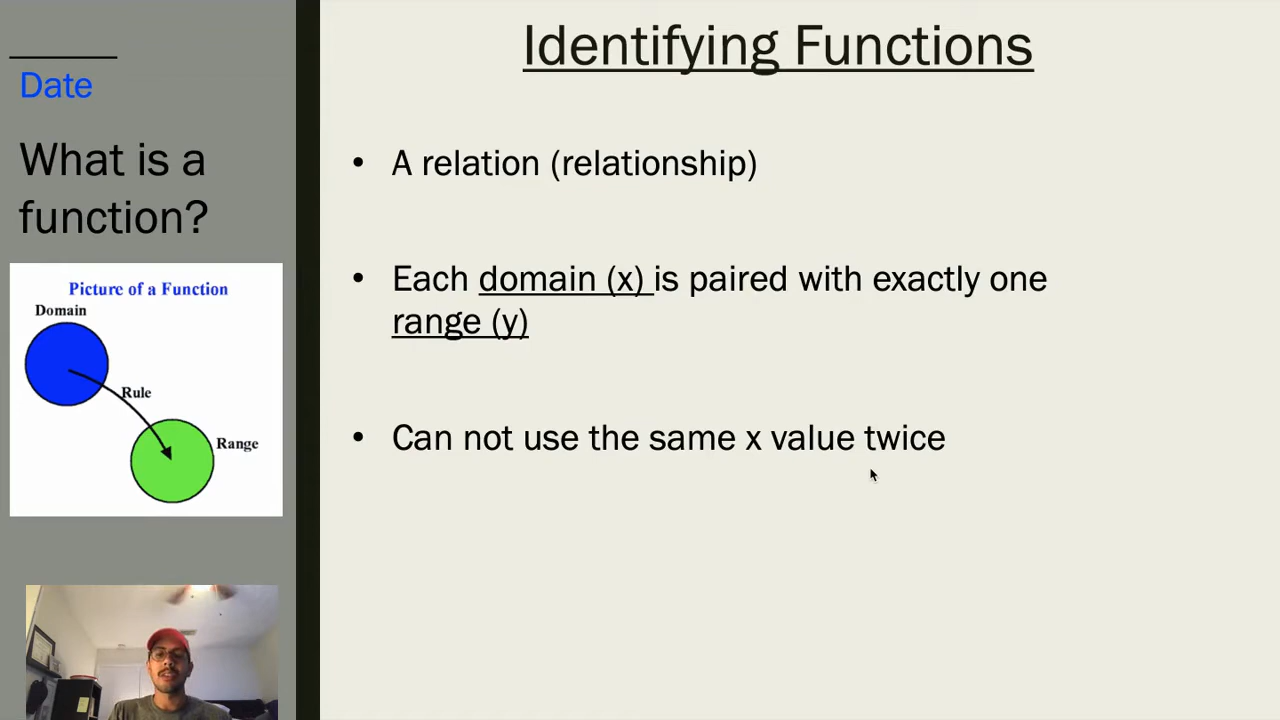 Identifying Functions
Date
What is a
function?
Picture of a Function
Domain
Rule
Range
• A relation (relationship)
• Each domain (x) is paired with exactly one
range (y)
• Can not use the same x value twice